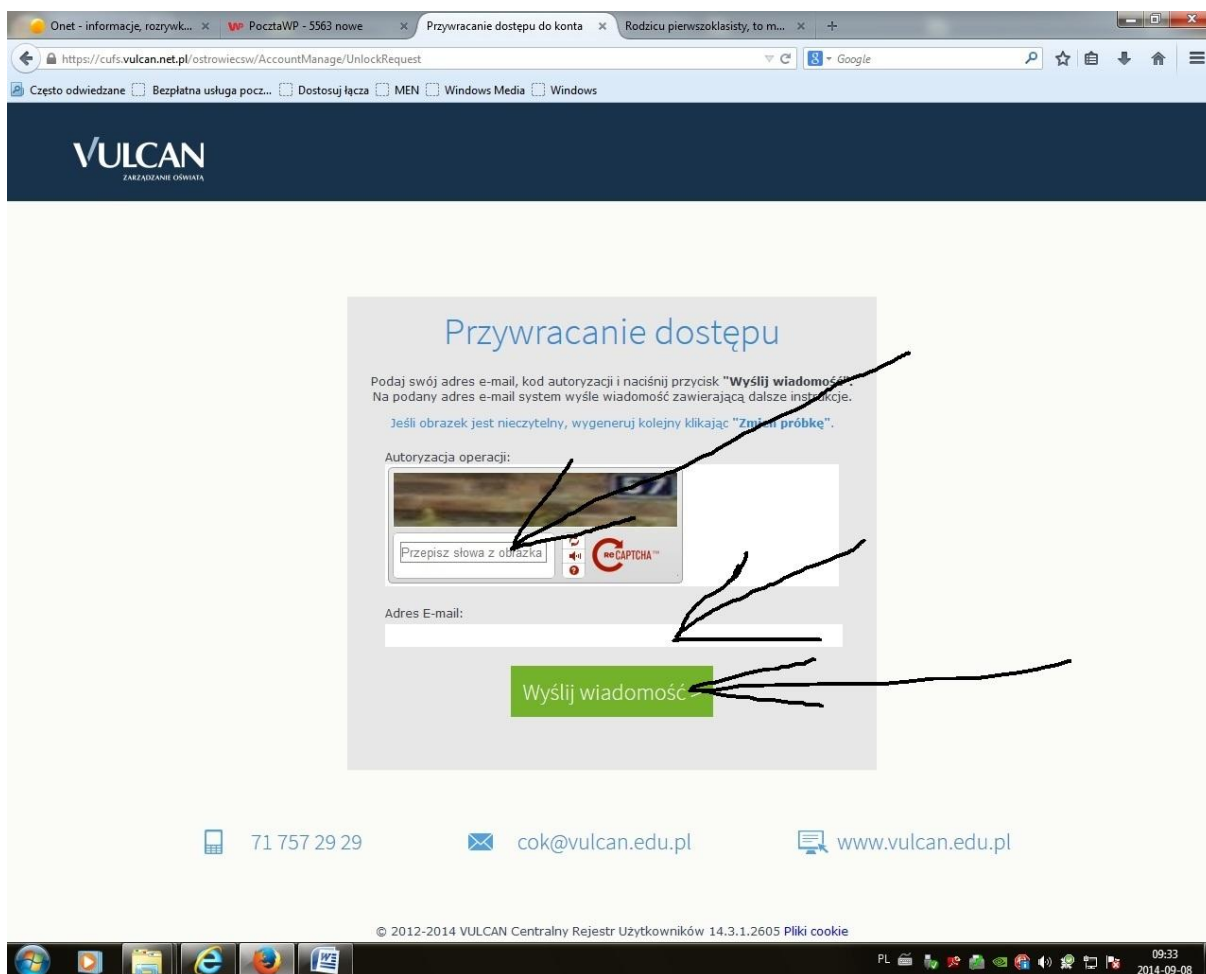 Onet - informacje, rozrywk...
PocztaWP - 5563 nowe
Przywracanie dostępu do konta
Rodzicu pierwszoklasisty, to m...
https://cufs.vulcan.net.pl/ostrowiecsw/AccountManage/UnlockRequest
Google
Często odwiedzane
Bezpłatna usługa pocz...
Dostosuj łącza
MEN
Windows Media
Windows
VULCAN
ZARZĄDZANIE OŚWIATĄ
Przywracanie dostępu
Podaj swój adres e-mail, kod autoryzacji i naciśnij przycisk "Wyślij wiadomość".
Na podany adres e-mail system wyśle wiadomość zawierającą dalsze instrukcje.
Jeśli obrazek jest nieczytelny, wygeneruj kolejny klikając "Zmień próbkę".
Autoryzacja operacji:
37
Przepisz słowa z obrazka
reCAPTCHA™
Adres E-mail:
Wyślij wiadomość >
71 757 29 29
cok@vulcan.edu.pl
www.vulcan.edu.pl
© 2012-2014 VULCAN Centralny Rejestr Użytkowników 14.3.1.2605 Pliki cookie
PL
09:33
2014-09-08